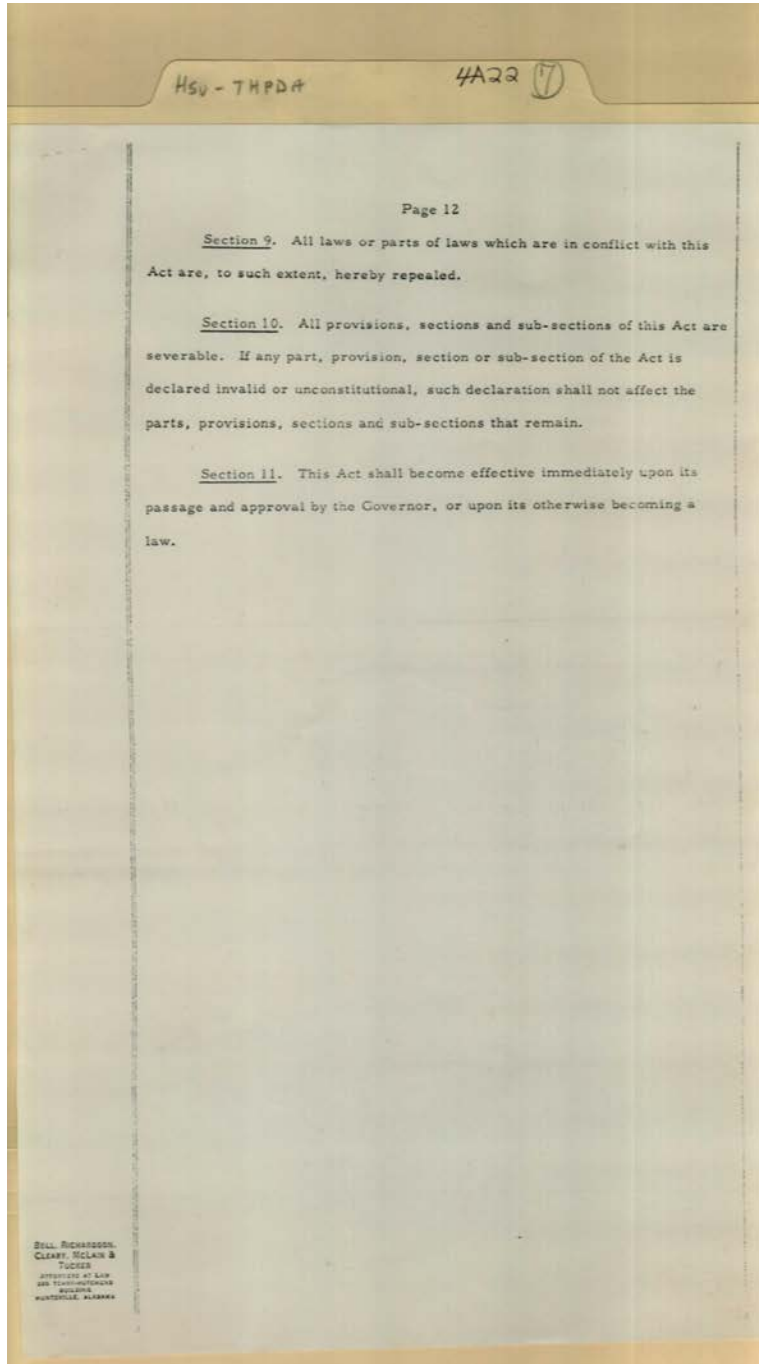 HSV - THPDA
4A22 7
Page 12
Section 9. All laws or parts of laws which are in conflict with this
Act are, to such extent, hereby repealed.
Section 10. All provisions, sections and sub-sections of this Act are
severable. If any part, provision, section or sub-section of the Act is
declared invalid or unconstitutional, such declaration shall not affect the
parts, provisions, sections and sub-sections that remain.
Section 11. This Act shall become effective immediately upon its
passage and approval by the Governor, or upon its otherwise becoming a
law.
BELL, RICHARDSON,
CLEARY, MCLAIN &
TUCKER
ATTORNEYS AT LAW
TERRY-HUTCHENS
BUILDING
HUNTSVILLE, ALABAMA